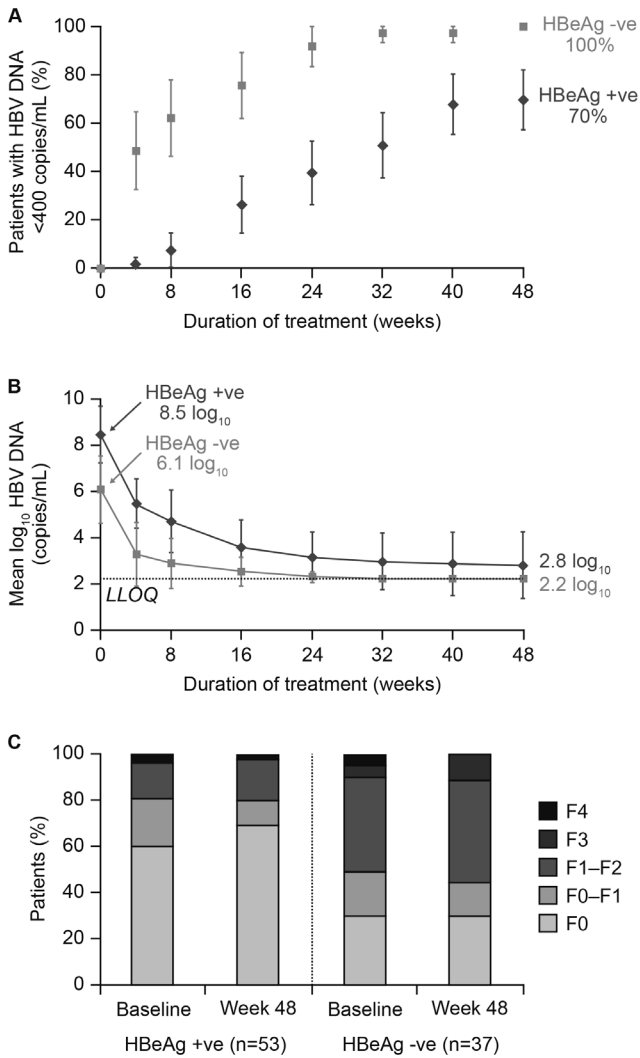 A
Patients with HBV DNA
<400 copies/mL (%)
100
80
60
40
20
0
0 8 16 24 32 40 48
Duration of treatment (weeks)
HBeAg -ve
100%
HBeAg +ve
70%
B
Mean log10 HBV DNA
(copies/mL)
10
8
6
4
2
0
HBeAg +ve
8.5 log10
HBeAg -ve
6.1 log10
LLOQ
2.8 log10
2.2 log10
0 8 16 24 32 40 48
Duration of treatment (weeks)
C
Patients (%)
100
80
60
40
20
0
Baseline Week 48 Baseline Week 48
HBeAg +ve (n=53) HBeAg -ve (n=37)
F4
F3
F1–F2
F0–F1
F0